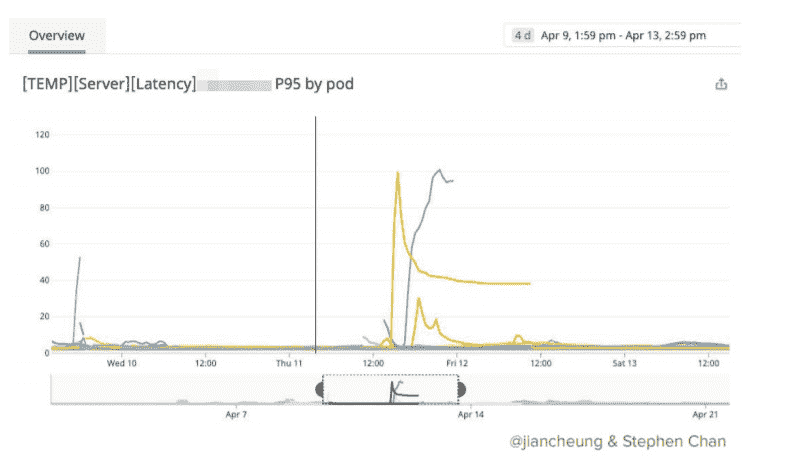 Overview
4 d Apr 9, 1:59 pm - Apr 13, 2:59 pm
[TEMP][Server][Latency] P95 by pod
120
100
80
60
40
20
0
Wed 10 12:00 Thu 11 12:00 Fri 12 12:00 Sat 13 12:00
Apr 7 Apr 14 Apr 21
@jiancheung & Stephen Chan